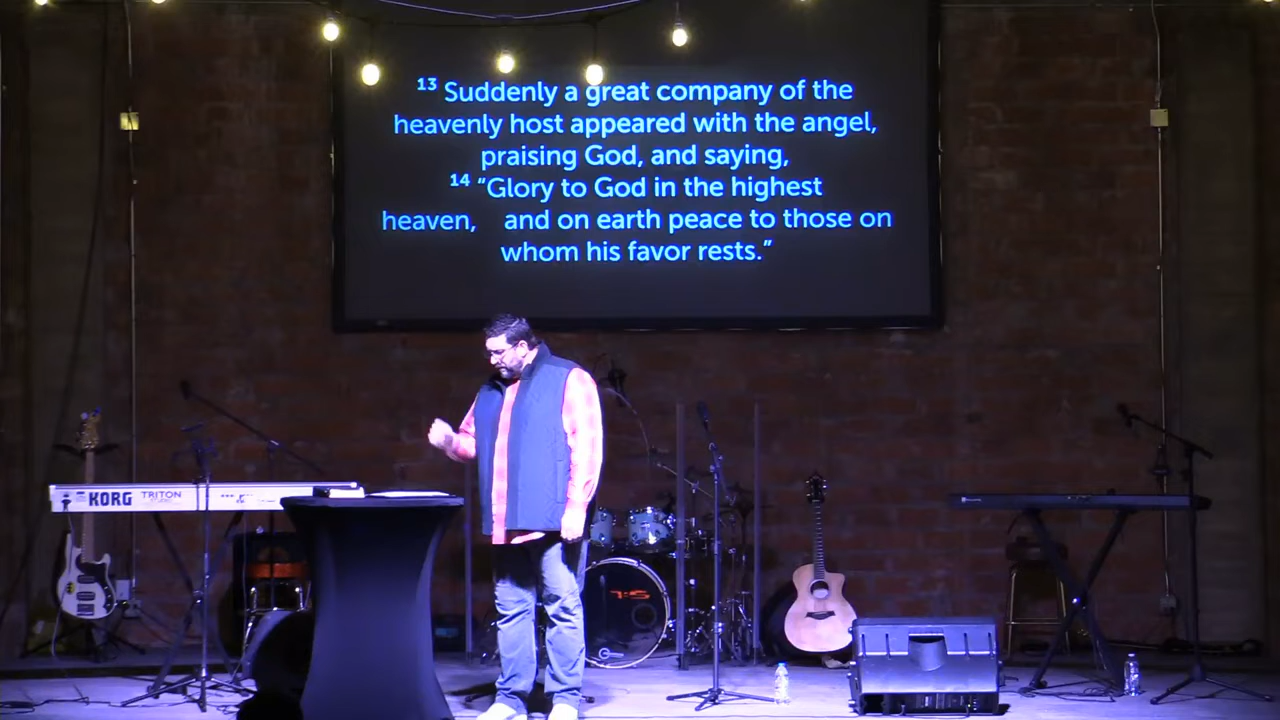 13 Suddenly a great company of the
heavenly host appeared with the angel,
praising God, and saying,
14 “Glory to God in the highest
heaven, and on earth peace to those on
whom his favor rests.”
KORG TRITON